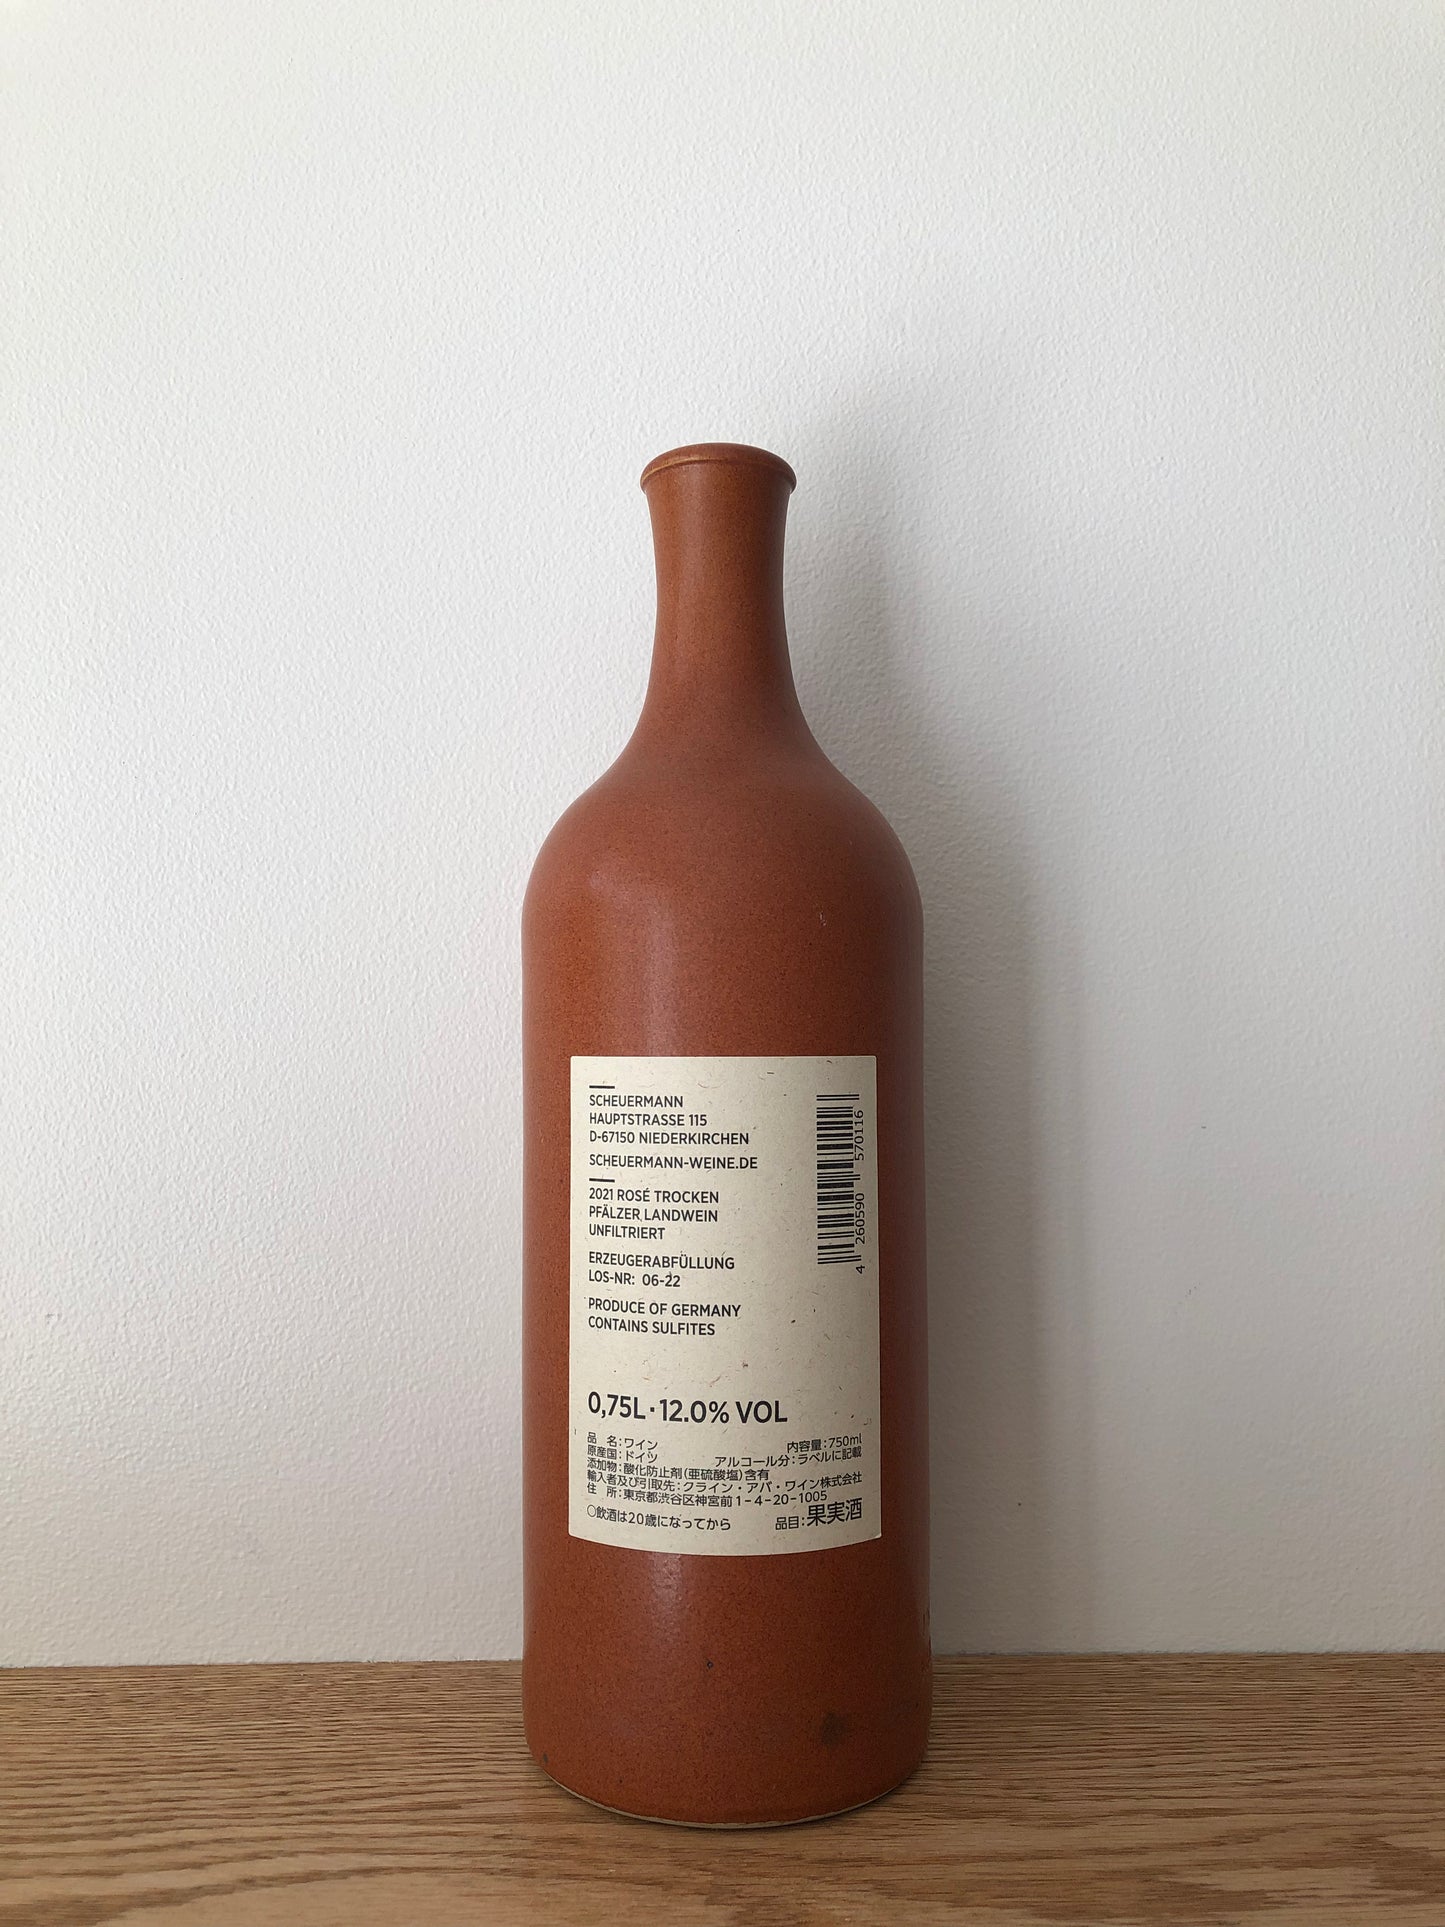 SCHEUERMANN
HAUPTSTRASSE 115
D-67150 NIEDERKIRCHEN
SCHEUERMANN-WEINE.DE
2021 ROSÉ TROCKEN
PFÄLZER LANDWEIN
UNFILTRIERT
ERZEUGERABFÜLLUNG
LOS-NR: 06-22
PRODUCE OF GERMANY
CONTAINS SULFITES
4 260590 570116
0,75L · 12.0% VOL
品 名：ワイン 内容量：750ml
原産国：ドイツ アルコール分：ラベルに記載
添加物：酸化防止剤（亜硫酸塩）含有
輸入者及び引取先：クライン・アバ・ワイン株式会社
住 所：東京都渋谷区神宮前1-4-20-1005
○飲酒は20歳になってから 品目：果実酒